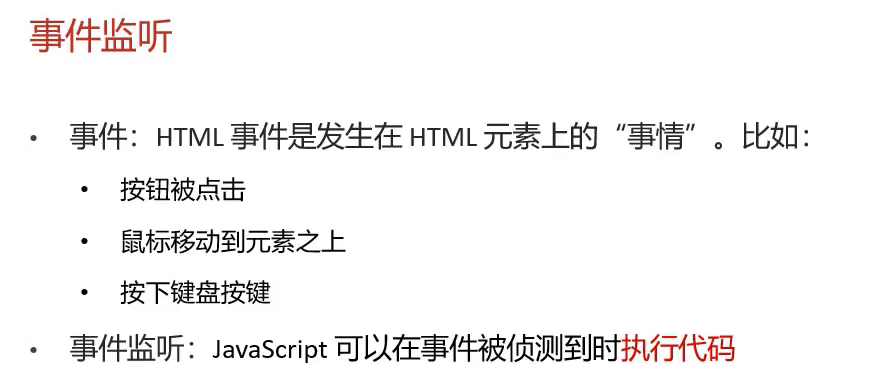 事件监听
• 事件：HTML 事件是发生在 HTML 元素上的“事情”。比如：
• 按钮被点击
• 鼠标移动到元素之上
• 按下键盘按键
• 事件监听：JavaScript 可以在事件被侦测到时执行代码